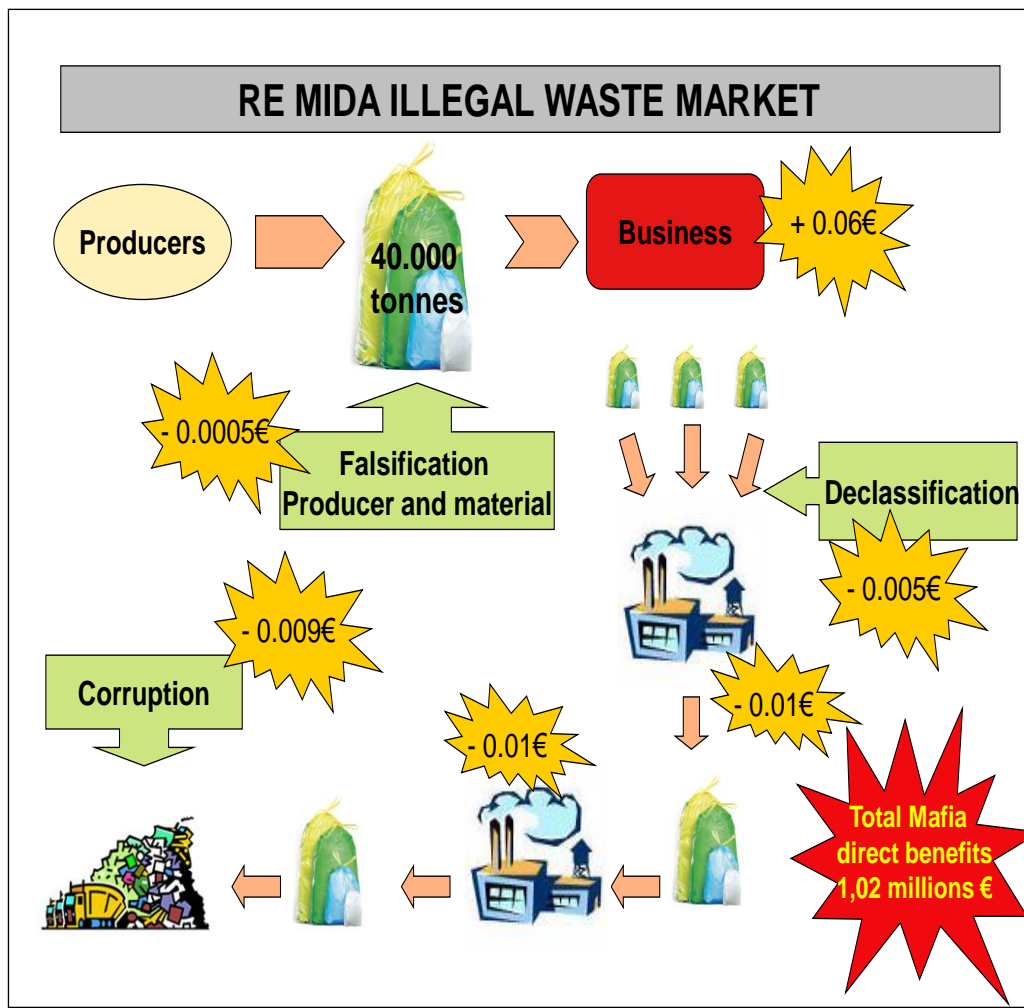 RE MIDA ILLEGAL WASTE MARKET
Producers
40.000
tonnes
Business
+ 0.06€
- 0.0005€
Falsification
Producer and material
Declassification
- 0.005€
- 0.009€
Corruption
- 0.01€
- 0.01€
Total Mafia
direct benefits
1,02 millions €